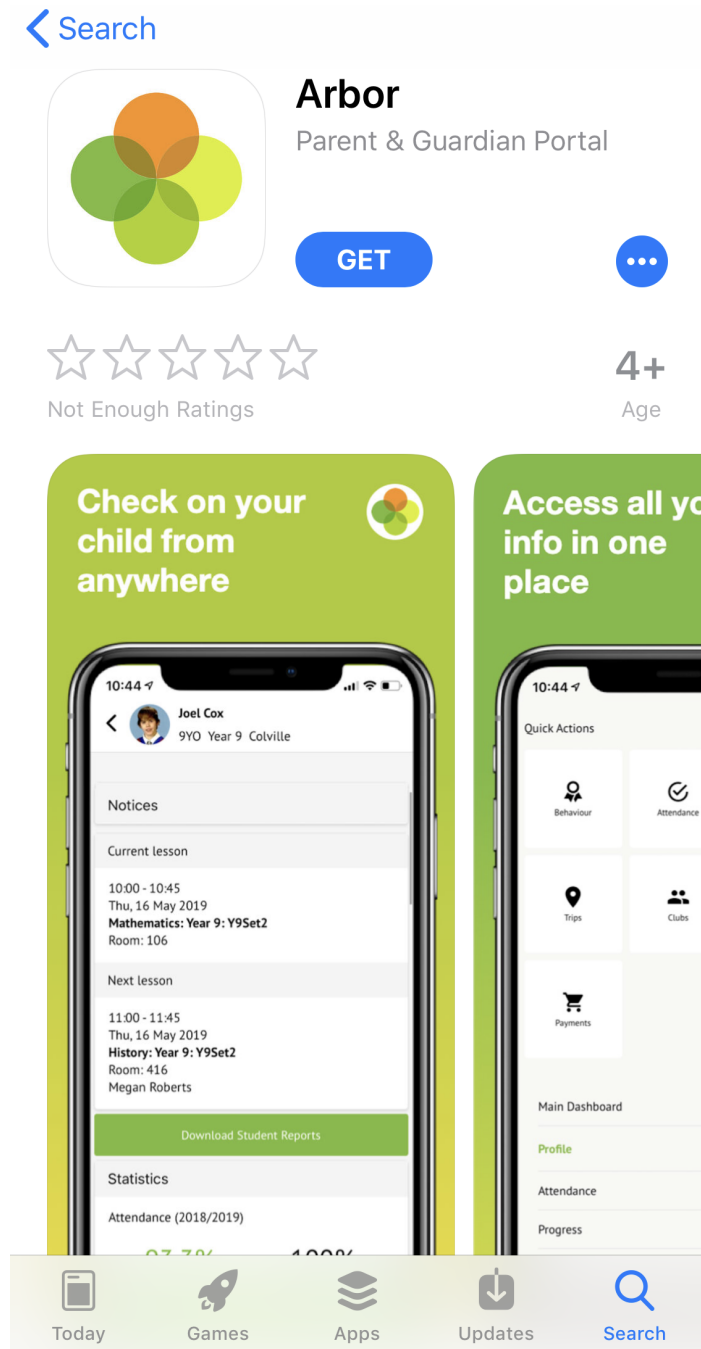 Search
Arbor
Parent & Guardian Portal
GET
Not Enough Ratings
4+
Age
Check on your
child from
anywhere
10:44
Joel Cox
9YO Year 9 Colville
Notices
Current lesson
10:00 - 10:45
Thu, 16 May 2019
Mathematics: Year 9: Y9Set2
Room: 106
Next lesson
11:00 - 11:45
Thu, 16 May 2019
History: Year 9: Y9Set2
Room: 416
Megan Roberts
Download Student Reports
Statistics
Attendance (2018/2019)
Access all yo
info in one
place
10:44
Quick Actions
Behaviour
Attendance
Trips
Clubs
Payments
Main Dashboard
Profile
Attendance
Progress
Today
Games
Apps
Updates
Search